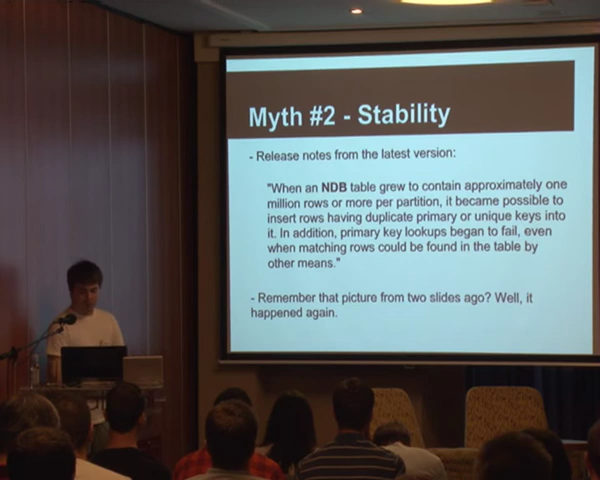 Myth #2 - Stability
- Release notes from the latest version:
"When an NDB table grew to contain approximately one
million rows or more per partition, it became possible to
insert rows having duplicate primary or unique keys into
it. In addition, primary key lookups began to fail, even
when matching rows could be found in the table by
other means."
- Remember that picture from two slides ago? Well, it
happened again.